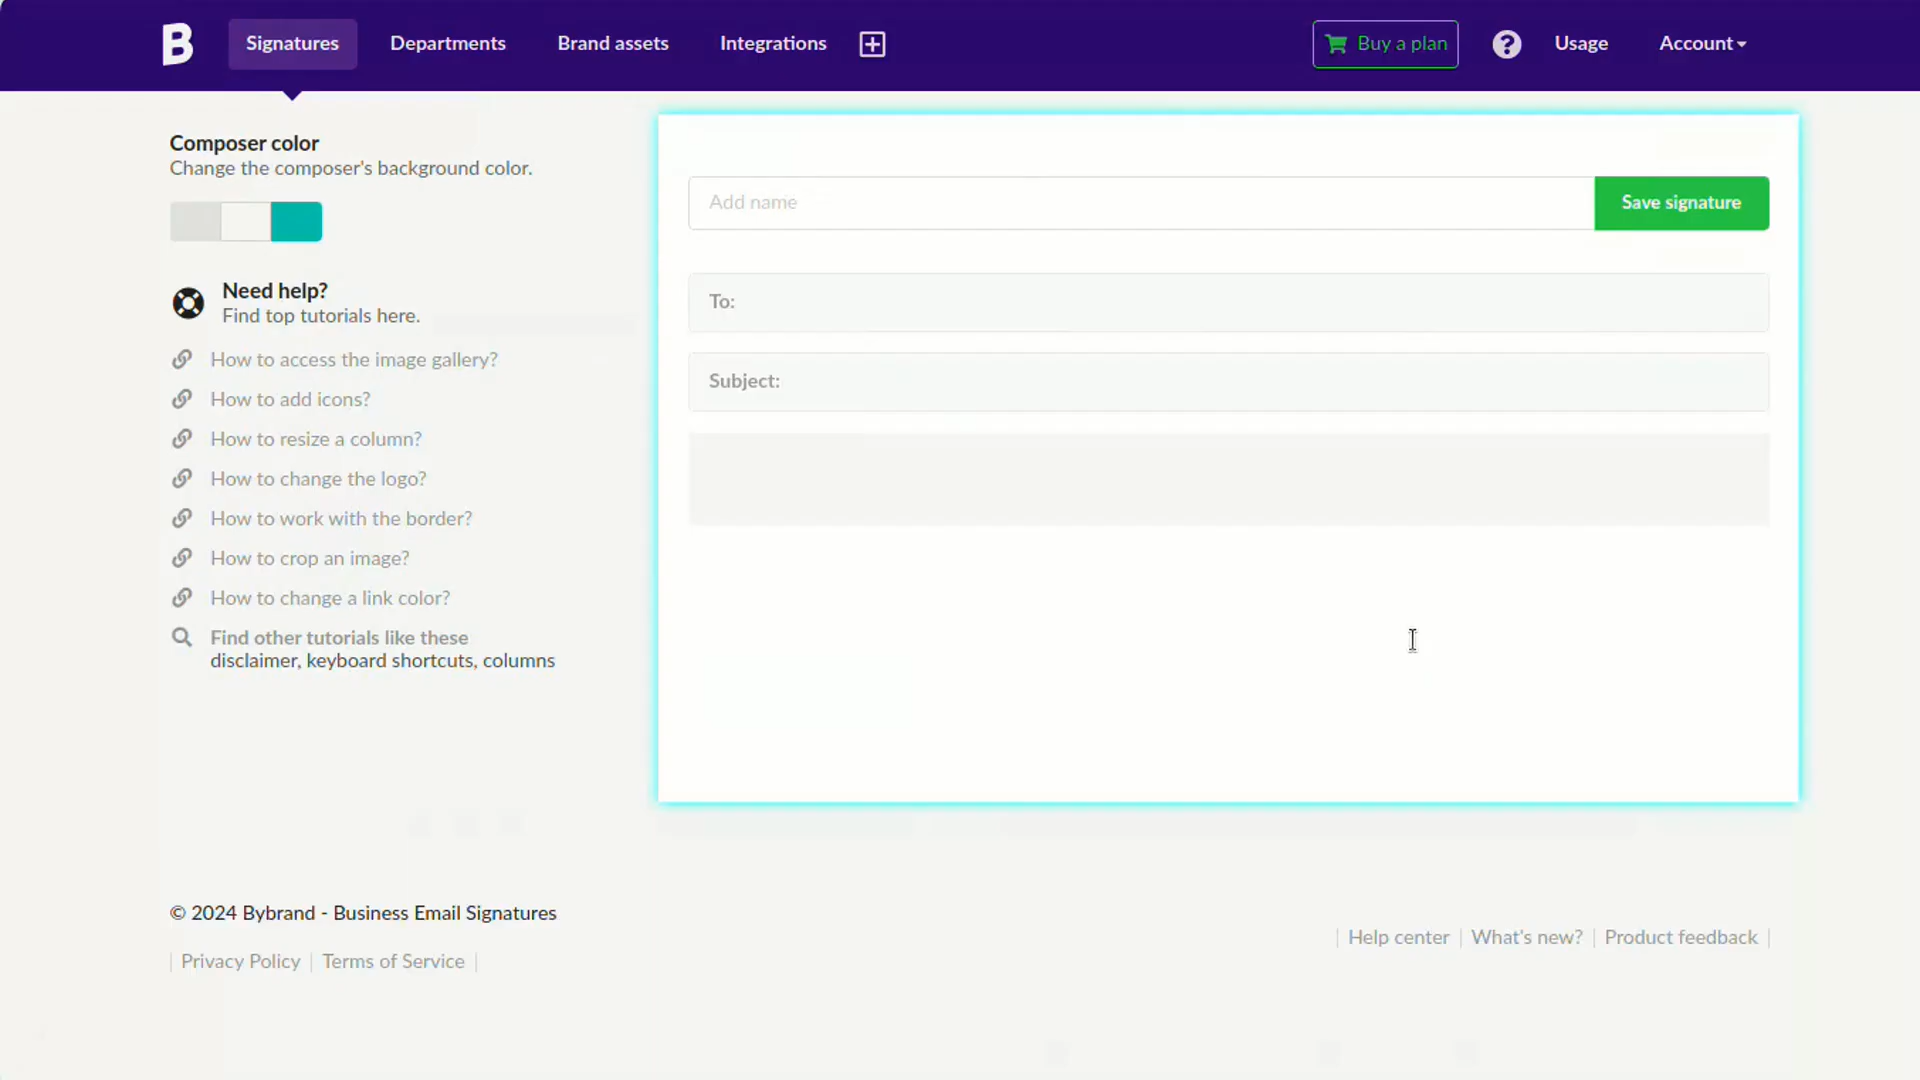 B Signatures Departments Brand assets Integrations Buy a plan ? Usage Account
Composer color
Change the composer's background color.
Need help?
Find top tutorials here.
How to access the image gallery?
How to add icons?
How to resize a column?
How to change the logo?
How to work with the border?
How to crop an image?
How to change a link color?
Find other tutorials like these
disclaimer, keyboard shortcuts, columns
Add name Save signature
To:
Subject:
© 2024 Bybrand - Business Email Signatures
| Privacy Policy | Terms of Service |
| Help center | What's new? | Product feedback |